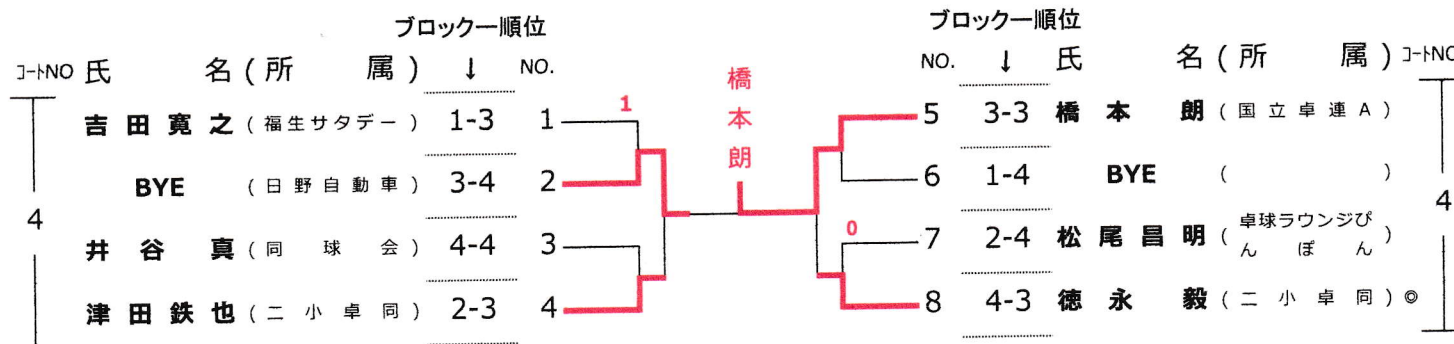 ブロックー順位
コートNO 氏 名 (所 属) ↓ NO.
吉田寛之 (福生サタデー) 1-3 1
BYE (日野自動車) 3-4 2
4
井谷 真 (同球会) 4-4 3
津田鉄也 (二小卓同) 2-3 4
1
橋本朗
0
ブロックー順位
NO. ↓ 氏 名 (所 属) コートNO
5 3-3 橋本 朗 (国立卓連A)
6 1-4 BYE ( )
4
7 2-4 松尾昌明 (卓球ラウンジぴ
んぽん)
8 4-3 徳永 毅 (二小卓同) ◎